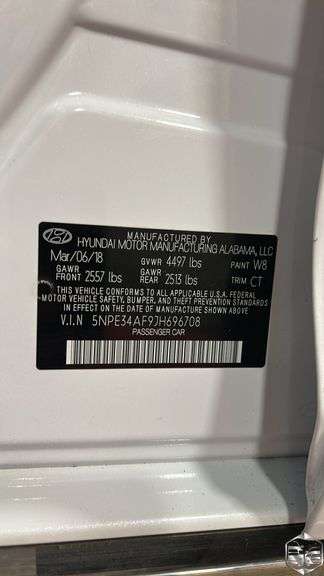 MANUFACTURED BY
HYUNDAI MOTOR MANUFACTURING ALABAMA, LLC
Mar/06/18 GVWR 4497 lbs PAINT W8
GAWR FRONT 2557 lbs GAWR REAR 2513 lbs TRIM CT
THIS VEHICLE CONFORMS TO ALL APPLICABLE U.S.A. FEDERAL
MOTOR VEHICLE SAFETY, BUMPER, AND THEFT PREVENTION STANDARDS
IN EFFECT ON THE DATE OF MANUFACTURE SHOWN ABOVE.
V.I.N 5NPE34AF9JH696708
PASSENGER CAR